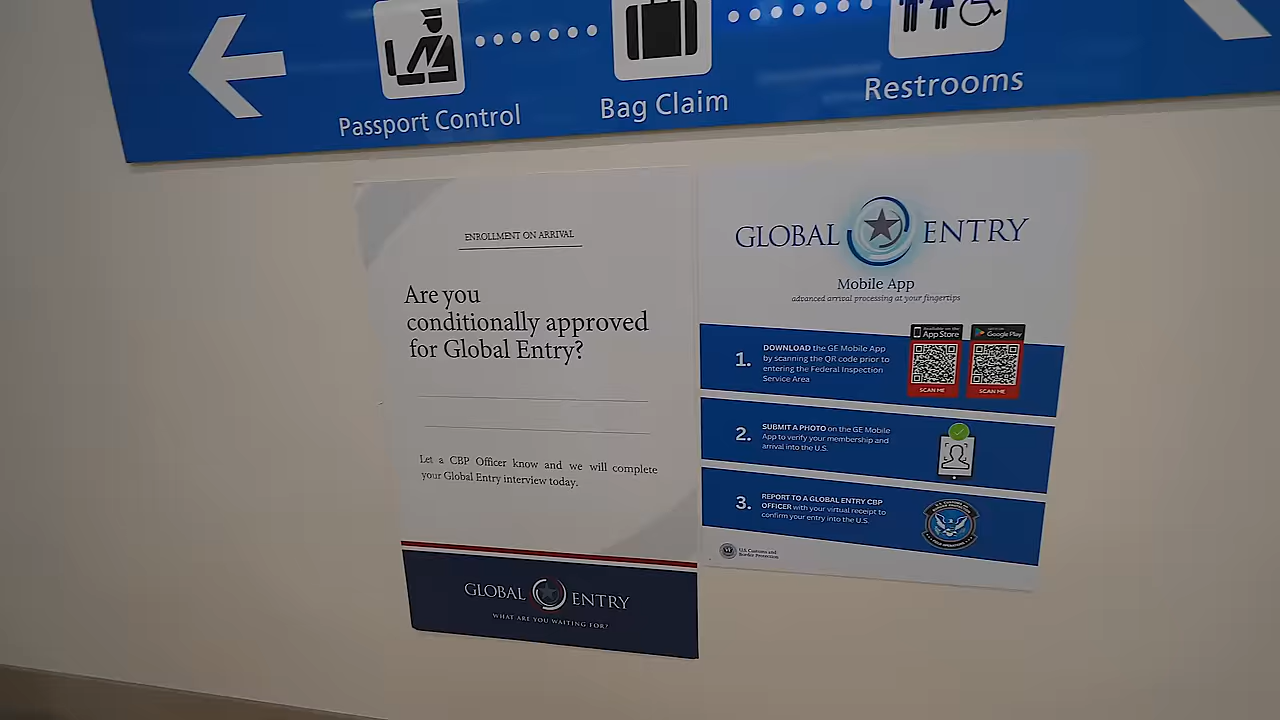 Passport Control
Bag Claim
Restrooms
ENROLLMENT ON ARRIVAL
Are you
conditionally approved
for Global Entry?
Let a CBP Officer know and we will complete
your Global Entry interview today.
GLOBAL ENTRY
WHAT ARE YOU WAITING FOR?
GLOBAL ENTRY
Mobile App
advanced arrival processing at your fingertips
1.
DOWNLOAD the GE Mobile App
by scanning the QR code prior to
entering the Federal Inspection
Service Area
Available on the
App Store
Google Play
SCAN ME
SCAN ME
2.
SUBMIT A PHOTO on the GE Mobile
App to verify your membership and
arrival into the U.S.
3.
REPORT TO A GLOBAL ENTRY CBP
OFFICER with your virtual receipt to
confirm your entry into the U.S.
U.S. Customs and
Border Protection